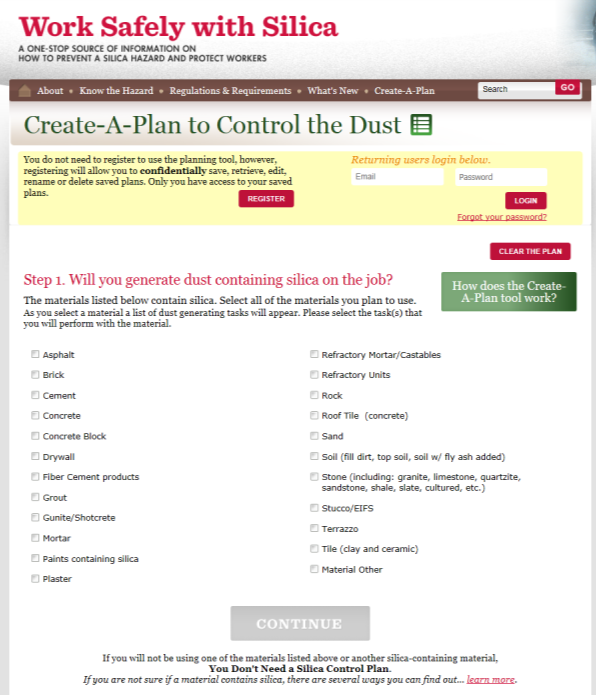 Work Safely with Silica
A ONE-STOP SOURCE OF INFORMATION ON
HOW TO PREVENT A SILICA HAZARD AND PROTECT WORKERS
About • Know the Hazard • Regulations & Requirements • What's New • Create-A-Plan
Search GO
Create-A-Plan to Control the Dust
You do not need to register to use the planning tool, however,
registering will allow you to confidentially save, retrieve, edit,
rename or delete saved plans. Only you have access to your saved
plans.
REGISTER
Returning users login below.
Email Password
LOGIN
Forgot your password?
CLEAR THE PLAN
Step 1. Will you generate dust containing silica on the job?
The materials listed below contain silica. Select all of the materials you plan to use.
As you select a material a list of dust generating tasks will appear. Please select the task(s) that
you will perform with the material.
How does the Create-
A-Plan tool work?
Asphalt
Brick
Cement
Concrete
Concrete Block
Drywall
Fiber Cement products
Grout
Gunite/Shotcrete
Mortar
Paints containing silica
Plaster
Refractory Mortar/Castables
Refractory Units
Rock
Roof Tile (concrete)
Sand
Soil (fill dirt, top soil, soil w/ fly ash added)
Stone (including: granite, limestone, quartzite,
sandstone, shale, slate, cultured, etc.)
Stucco/EIFS
Terrazzo
Tile (clay and ceramic)
Material Other
CONTINUE
If you will not be using one of the materials listed above or another silica-containing material,
You Don't Need a Silica Control Plan.
If you are not sure if a material contains silica, there are several ways you can find out... learn more.